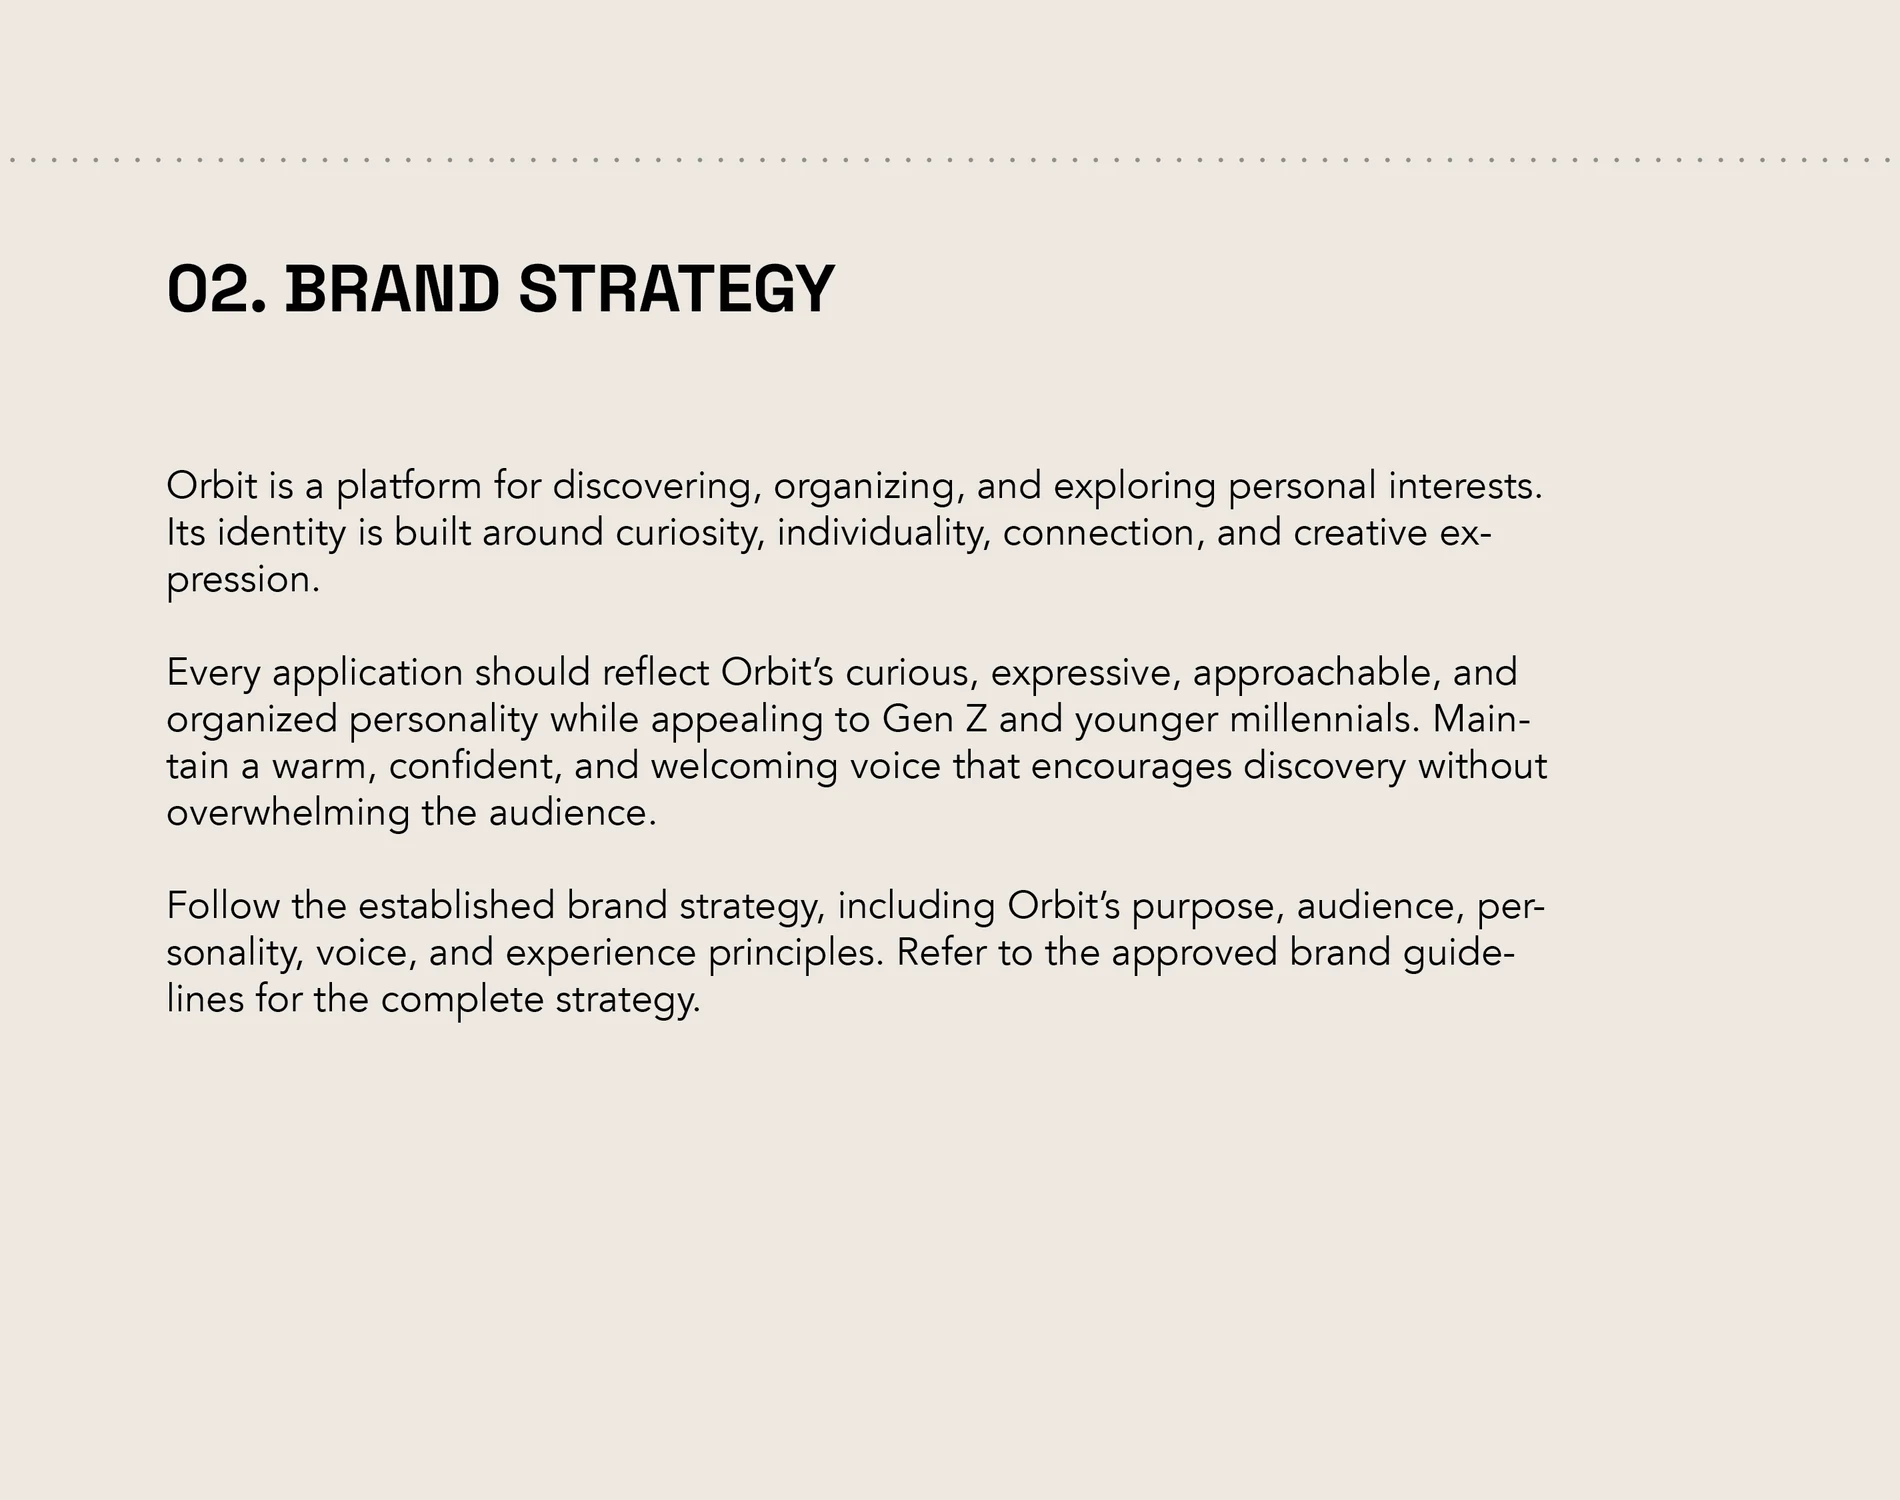 02. BRAND STRATEGY
Orbit is a platform for discovering, organizing, and exploring personal interests.
Its identity is built around curiosity, individuality, connection, and creative ex-
pression.
Every application should reflect Orbit’s curious, expressive, approachable, and
organized personality while appealing to Gen Z and younger millennials. Main-
tain a warm, confident, and welcoming voice that encourages discovery without
overwhelming the audience.
Follow the established brand strategy, including Orbit’s purpose, audience, per-
sonality, voice, and experience principles. Refer to the approved brand guide-
lines for the complete strategy.